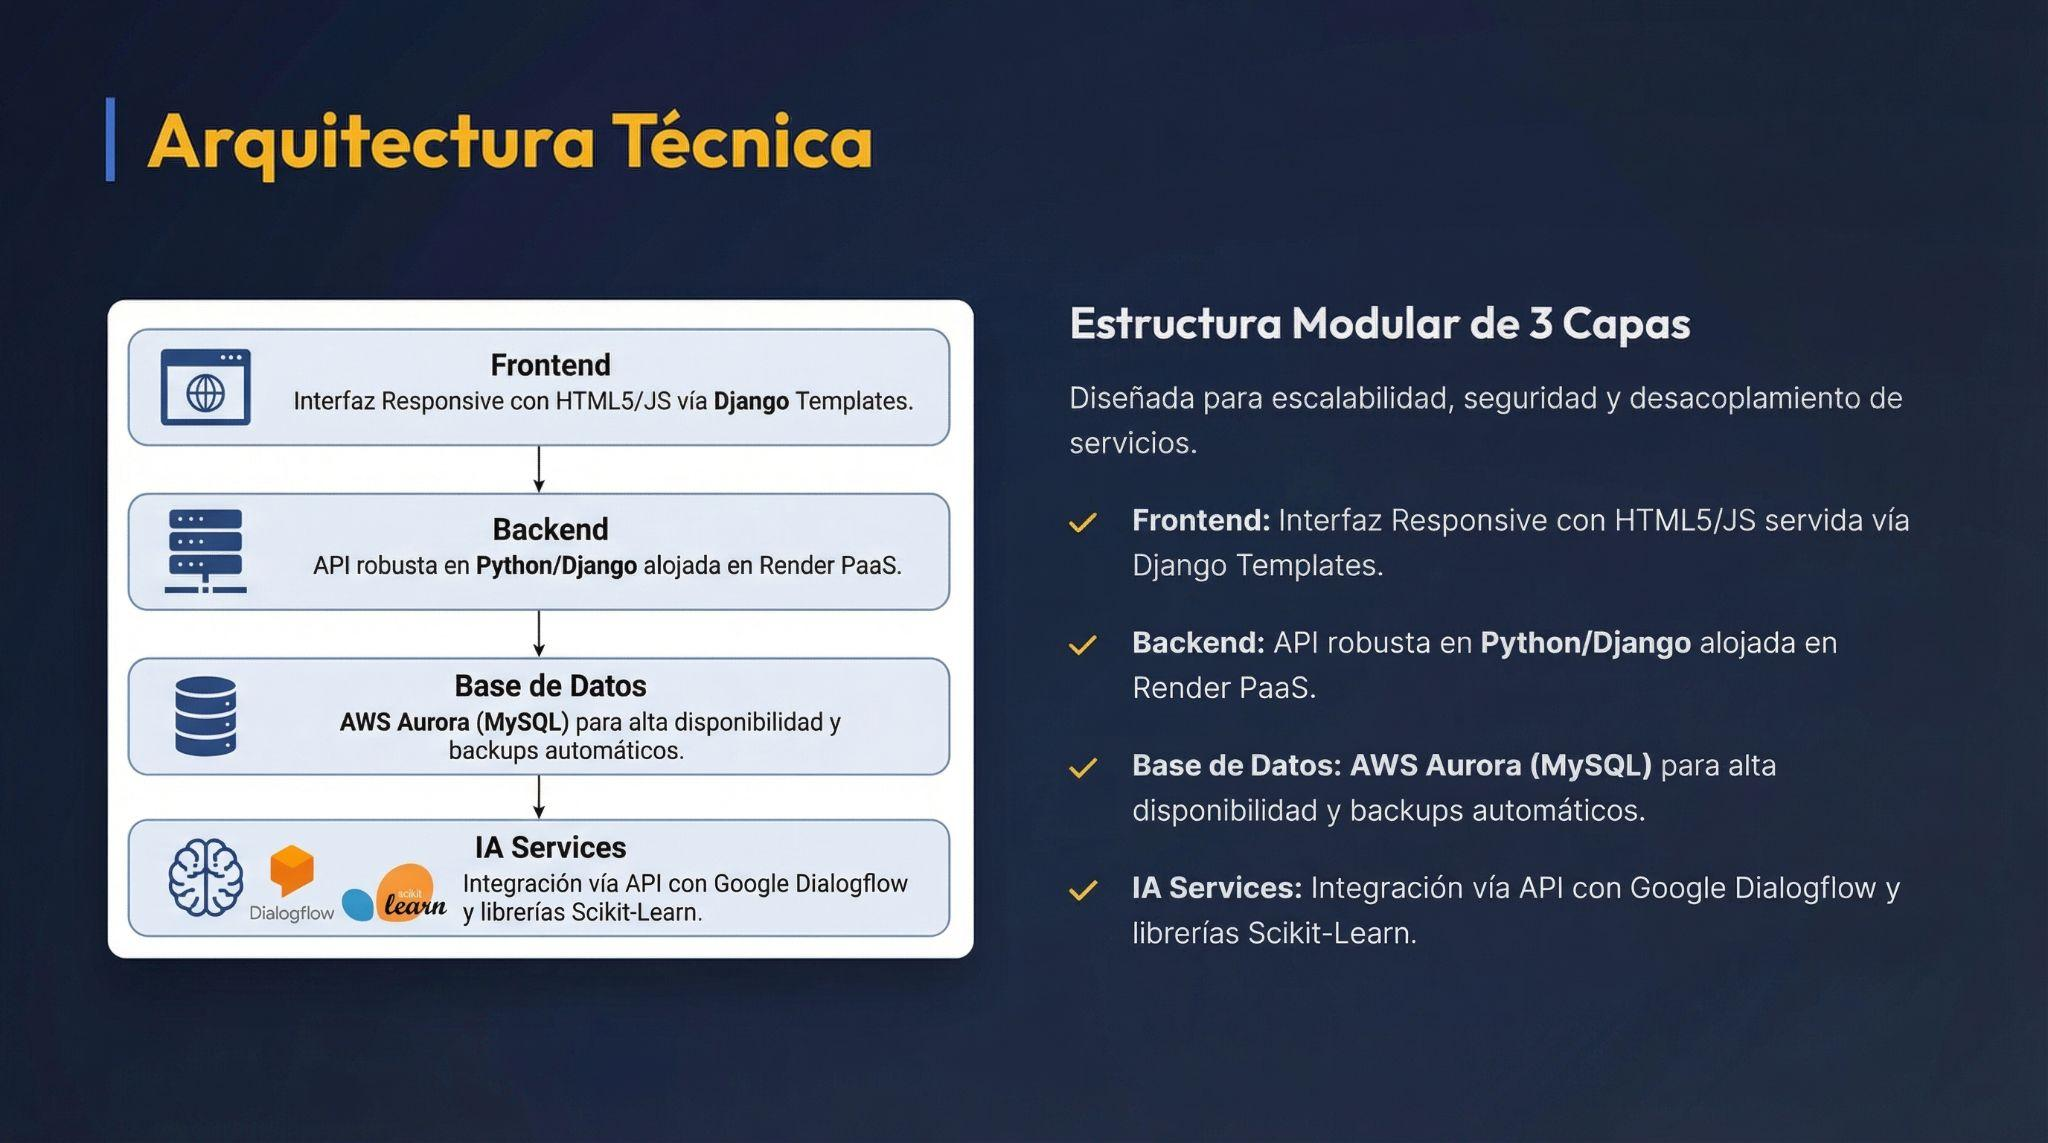 Arquitectura Técnica
Frontend
Interfaz Responsive con HTML5/JS vía Django Templates.
Backend
API robusta en Python/Django alojada en Render PaaS.
Base de Datos
AWS Aurora (MySQL) para alta disponibilidad y
backups automáticos.
Dialogflow
scikit
learn
IA Services
Integración vía API con Google Dialogflow
y librerías Scikit-Learn.
Estructura Modular de 3 Capas
Diseñada para escalabilidad, seguridad y desacoplamiento de
servicios.
Frontend: Interfaz Responsive con HTML5/JS servida vía
Django Templates.
Backend: API robusta en Python/Django alojada en
Render PaaS.
Base de Datos: AWS Aurora (MySQL) para alta
disponibilidad y backups automáticos.
IA Services: Integración vía API con Google Dialogflow y
librerías Scikit-Learn.